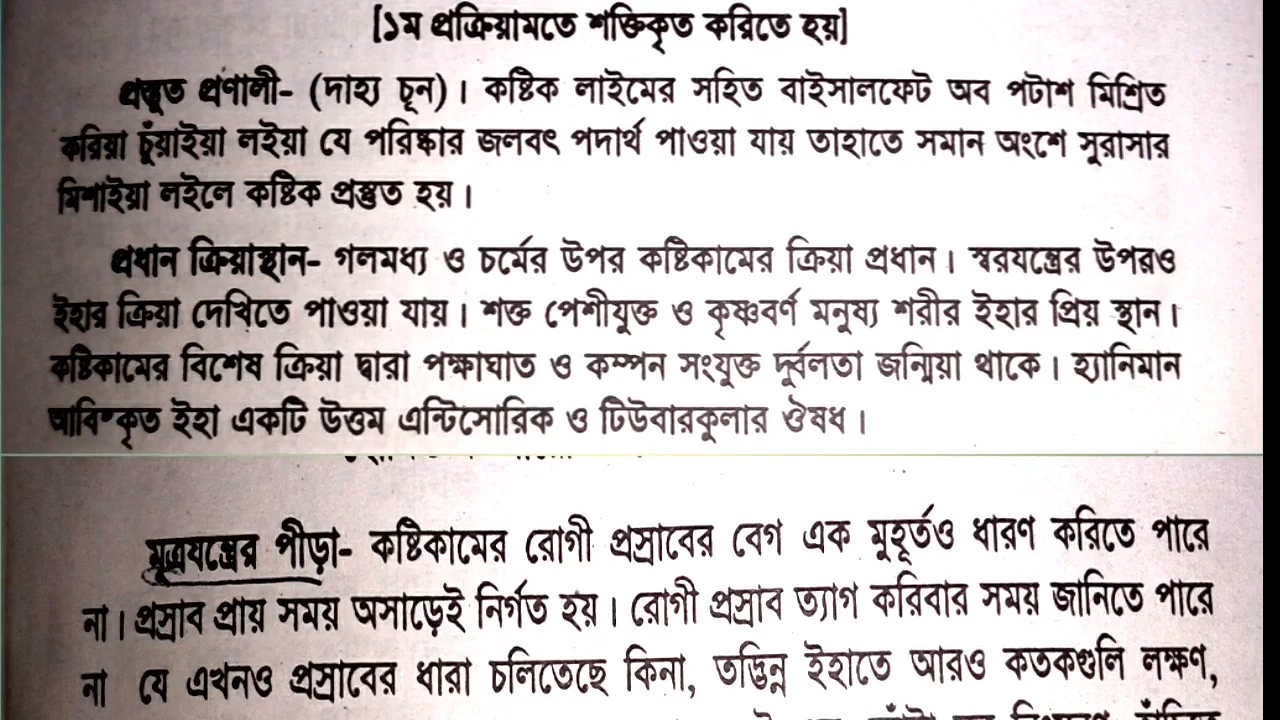 [১ম প্রক্রিয়ামতে শক্তিকৃত করিতে হয়]
প্রস্তুত প্রণালী- (দাহ্য চূন)। কষ্টিক লাইমের সহিত বাইসালফেট অব পটাশ মিশ্রিত
করিয়া চুঁয়াইয়া লইয়া যে পরিষ্কার জলবৎ পদার্থ পাওয়া যায় তাহাতে সমান অংশে সুরাসার
মিশাইয়া লইলে কষ্টিক প্রস্তুত হয়।
প্রধান ক্রিয়াস্থান- গলমধ্য ও চর্মের উপর কষ্টিকামের ক্রিয়া প্রধান। স্বরযন্ত্রের উপরও
ইহার ক্রিয়া দেখিতে পাওয়া যায়। শক্ত পেশীযুক্ত ও কৃষ্ণবর্ণ মনুষ্য শরীর ইহার প্রিয় স্থান।
কষ্টিকামের বিশেষ ক্রিয়া দ্বারা পক্ষাঘাত ও কম্পন সংযুক্ত দুর্বলতা জন্মিয়া থাকে। হ্যানিমান
আবিষ্কৃত ইহা একটি উত্তম এন্টিসোরিক ও টিউবারকুলার ঔষধ।
মূত্রযন্ত্রের পীড়া- কষ্টিকামের রোগী প্রস্রাবের বেগ এক মুহূর্তও ধারণ করিতে পারে
না। প্রস্রাব প্রায় সময় অসাড়েই নির্গত হয়। রোগী প্রস্রাব ত্যাগ করিবার সময় জানিতে পারে
না যে এখনও প্রস্রাবের ধারা চলিতেছে কিনা, তদ্ভিন্ন ইহাতে আরও কতকগুলি লক্ষণ,